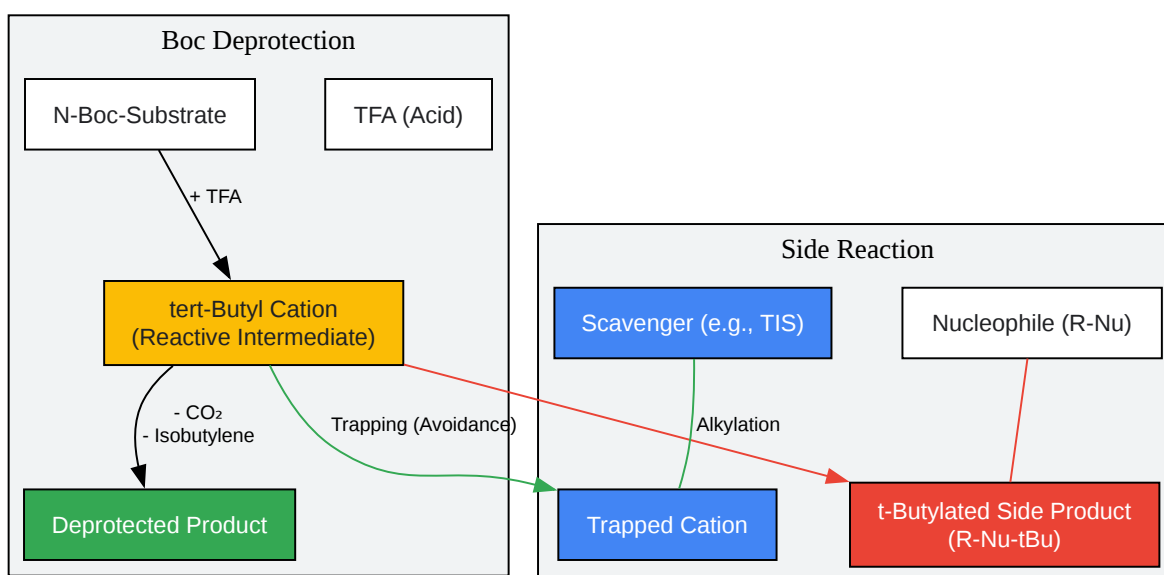 Boc Deprotection
N-Boc-Substrate
TFA (Acid)
+ TFA
tert-Butyl Cation
(Reactive Intermediate)
- CO₂
- Isobutylene
Deprotected Product
Trapping (Avoidance)
Side Reaction
Scavenger (e.g., TIS)
Nucleophile (R-Nu)
Alkylation
Trapped Cation
t-Butylated Side Product
(R-Nu-tBu)